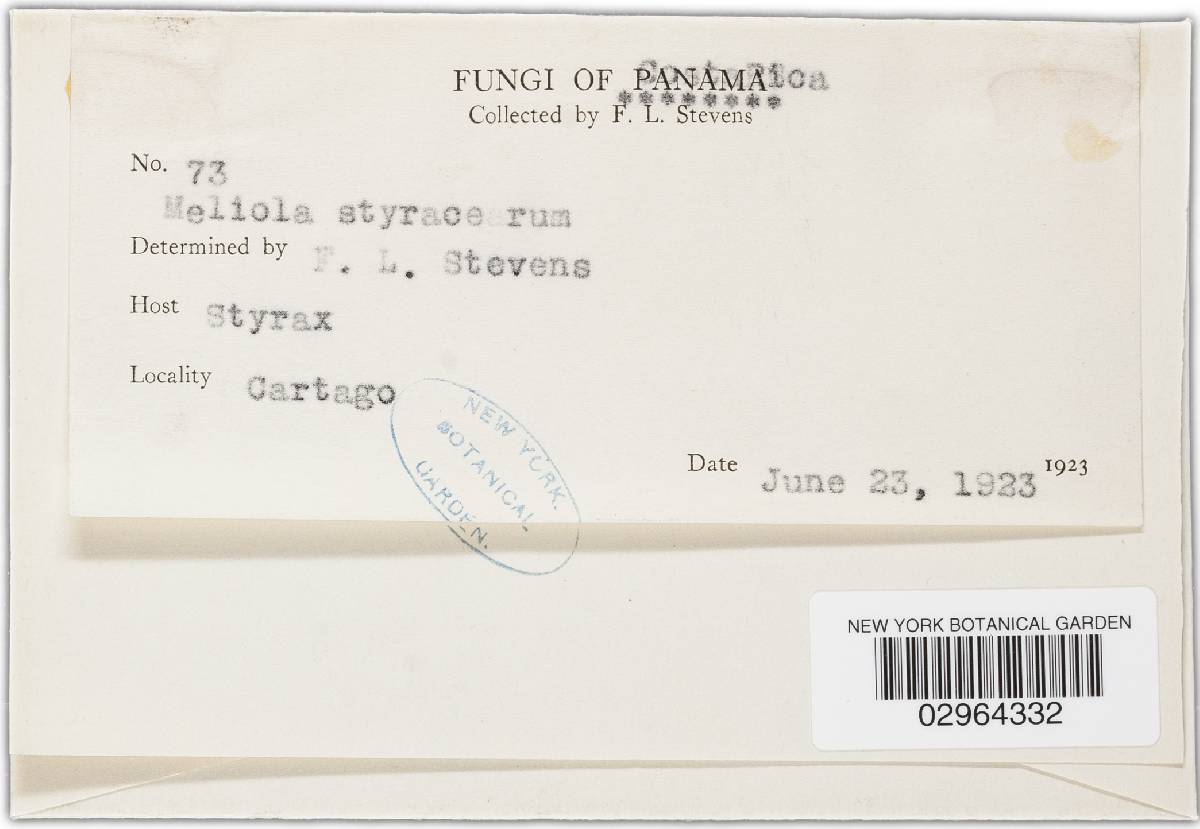 Costa Rica
FUNGI OF PANAMA
********
Collected by F. L. Stevens
No. 73
Meliola styracearum
Determined by F. L. Stevens
Host Styrax
Locality Cartago
Date June 23, 1923 1923
NEW YORK.
BOTANICAL
GARDEN.
NEW YORK BOTANICAL GARDEN
02964332